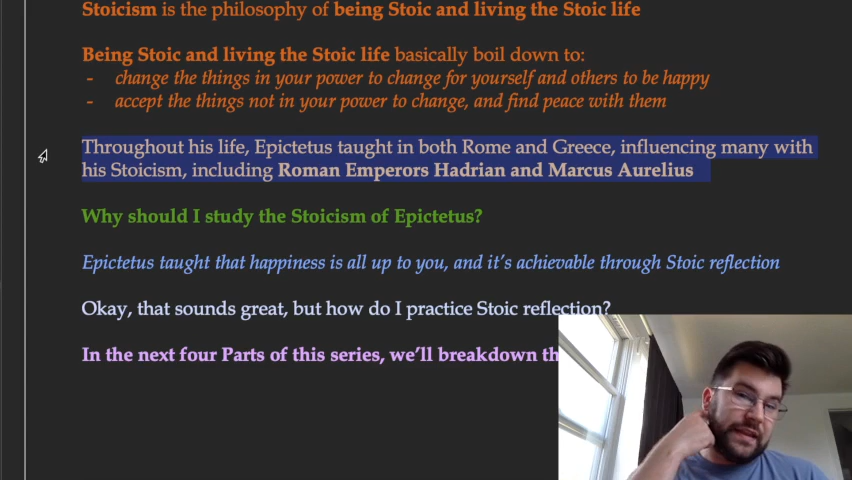 Stoicism is the philosophy of being Stoic and living the Stoic life
Being Stoic and living the Stoic life basically boil down to:
- change the things in your power to change for yourself and others to be happy
- accept the things not in your power to change, and find peace with them
Throughout his life, Epictetus taught in both Rome and Greece, influencing many with
his Stoicism, including Roman Emperors Hadrian and Marcus Aurelius
Why should I study the Stoicism of Epictetus?
Epictetus taught that happiness is all up to you, and it's achievable through Stoic reflection
Okay, that sounds great, but how do I practice Stoic reflection?
In the next four Parts of this series, we'll breakdown th